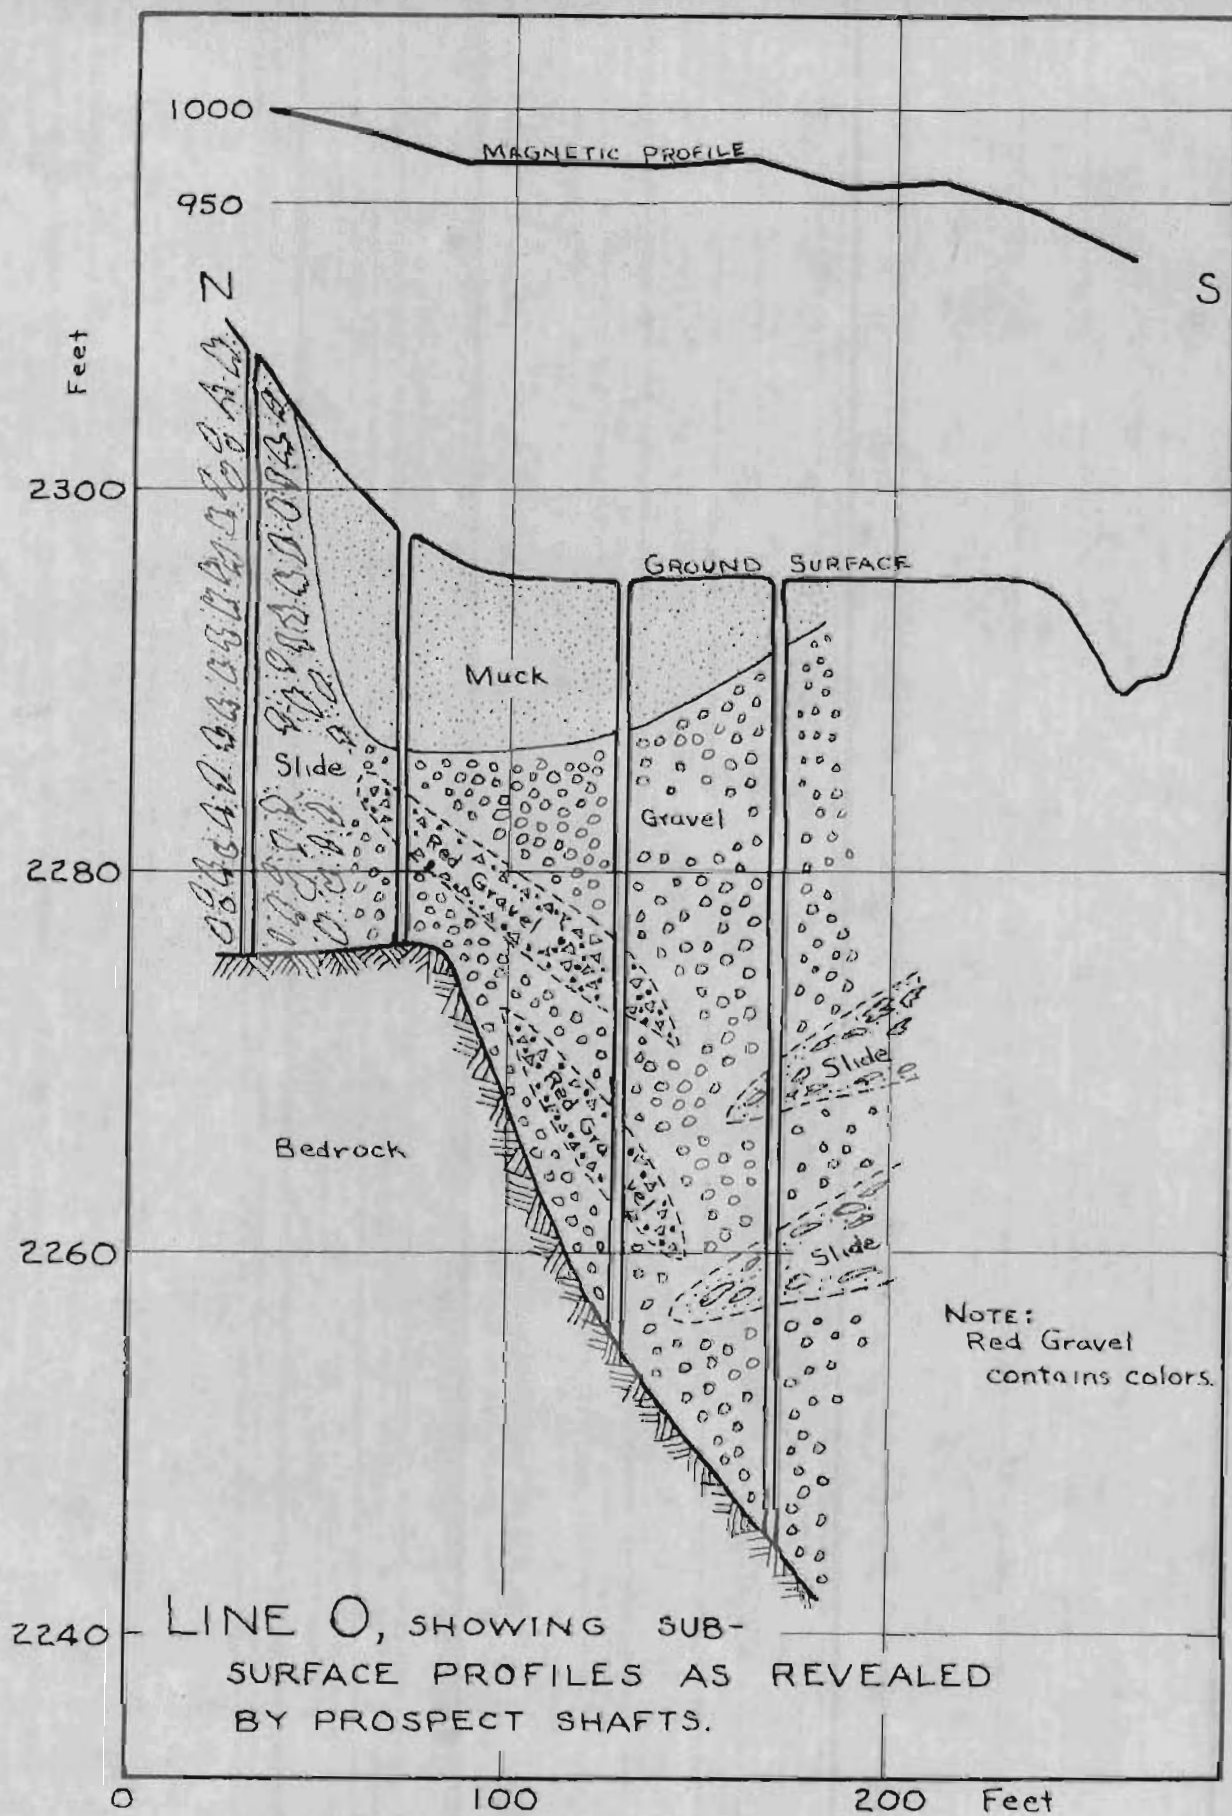 1000
MAGNETIC PROFILE
950
N
S
Feet
2300
GROUND SURFACE
Muck
Slide
Gravel
2280
Red Gravel
Slide
Red Gravel
Bedrock
2260
Slide
NOTE:
Red Gravel
contains colors.
2240
LINE O, SHOWING SUB-
SURFACE PROFILES AS REVEALED
BY PROSPECT SHAFTS.
0 100 200 Feet